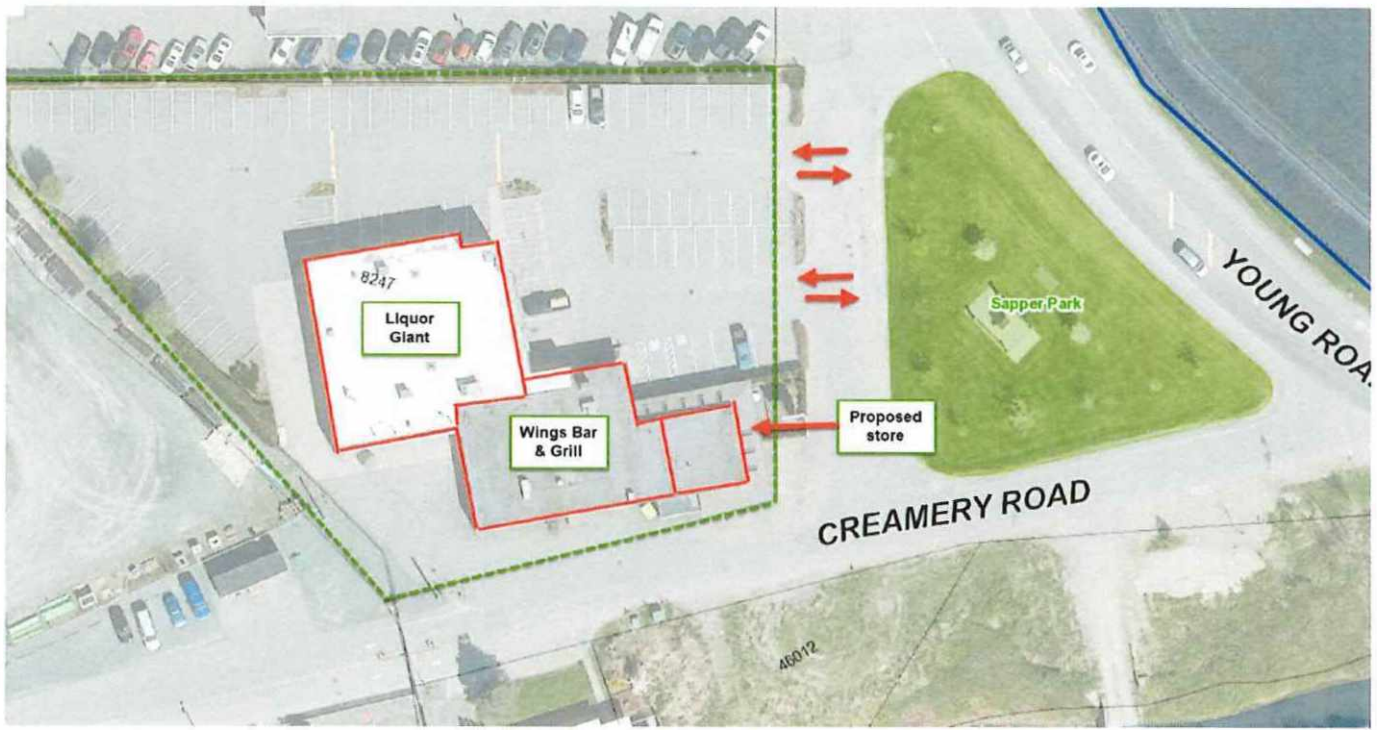 8247
Liquor
Giant
Wings Bar
& Grill
Proposed
store
Sapper Park
YOUNG ROA
CREAMERY ROAD
46012